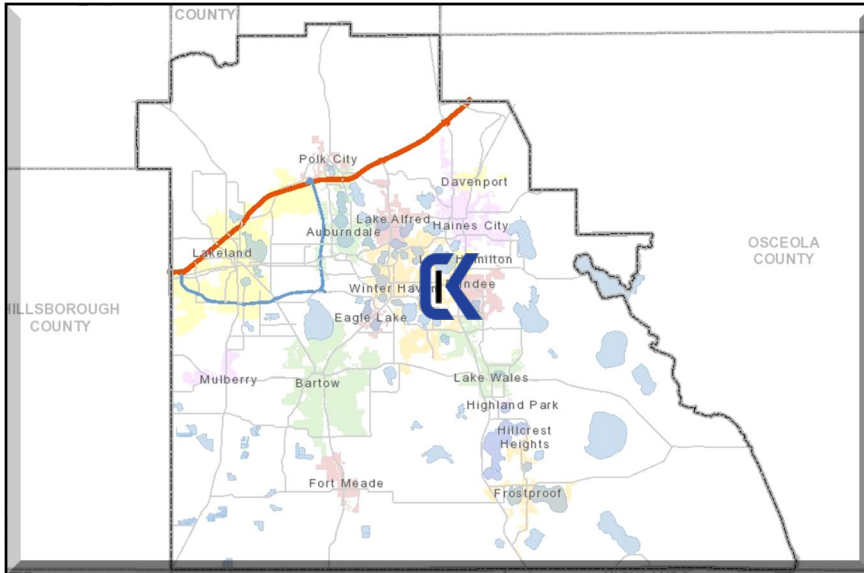 COUNTY
Polk City
Davenport
Lake Alfred
Haines City
Auburndale
Lakeland
OSCEOLA
COUNTY
Winter Haven
HILLSBOROUGH
COUNTY
Eagle Lake
Mulberry
Bartow
Lake Wales
Highland Park
Hillcrest
Heights
Fort Meade
Frostproof